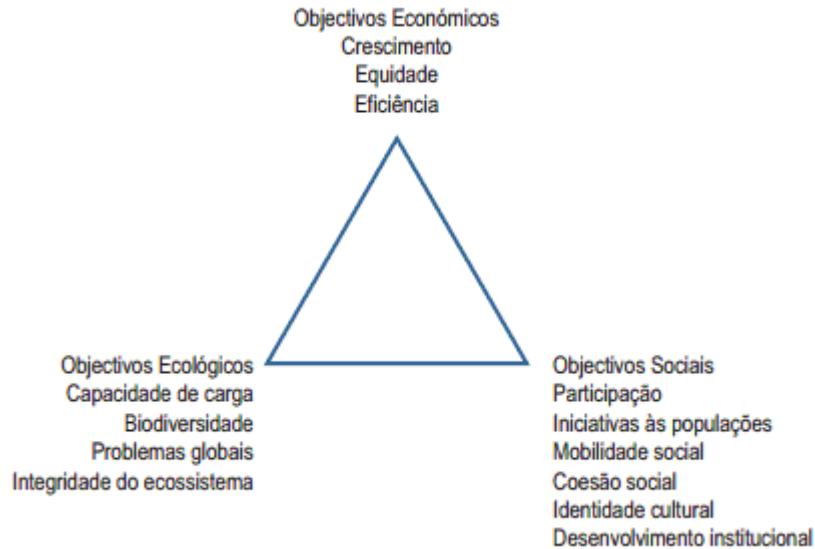 Objectivos Económicos
Crescimento
Equidade
Eficiência
Objectivos Ecológicos
Capacidade de carga
Biodiversidade
Problemas globais
Integridade do ecossistema
Objectivos Sociais
Participação
Iniciativas às populações
Mobilidade social
Coesão social
Identidade cultural
Desenvolvimento institucional